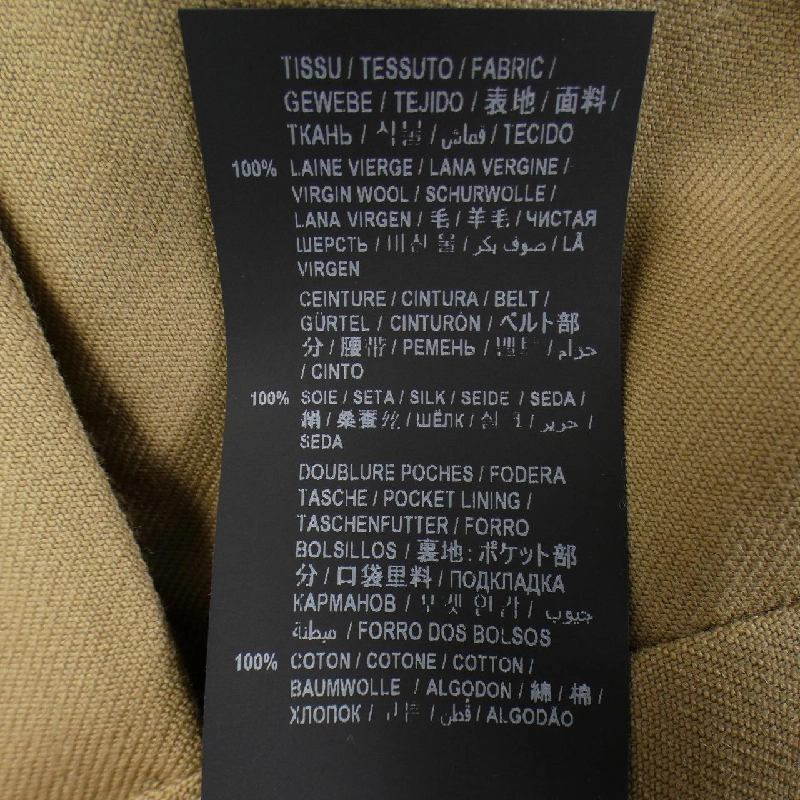 TISSU / TESSUTO / FABRIC /
GEWEBE / TEJIDO / 表地 / 面料 /
ТКАНЬ / / قماش / TECIDO
100% LAINE VIERGE / LANA VERGINE /
VIRGIN WOOL / SCHURWOLLE /
LANA VIRGEN / 毛 / 羊毛 / ЧИСТАЯ
ШЕРСТЬ / / صوف بكر / LÃ
VIRGEN
CEINTURE / CINTURA / BELT /
GÜRTEL / CINTURÓN / ベルト部
分 / 腰带 / РЕМЕНЬ / / حزام
/ CINTO
100% SOIE / SETA / SILK / SEIDE / SEDA /
絹 / 桑蚕丝 / ШЁЛК / / حرير /
SEDA
DOUBLURE POCHES / FODERA
TASCHE / POCKET LINING /
TASCHENFUTTER / FORRO
BOLSILLOS / 裏地: ポケット部
分 / 口袋里料 / ПОДКЛАДКА
КАРМАНОВ / / جيوب
مبطنة / FORRO DOS BOLSOS
100% COTON / COTONE / COTTON /
BAUMWOLLE / ALGODON / 綿 / 棉 /
ХЛОПОК / / قطن / ALGODÃO